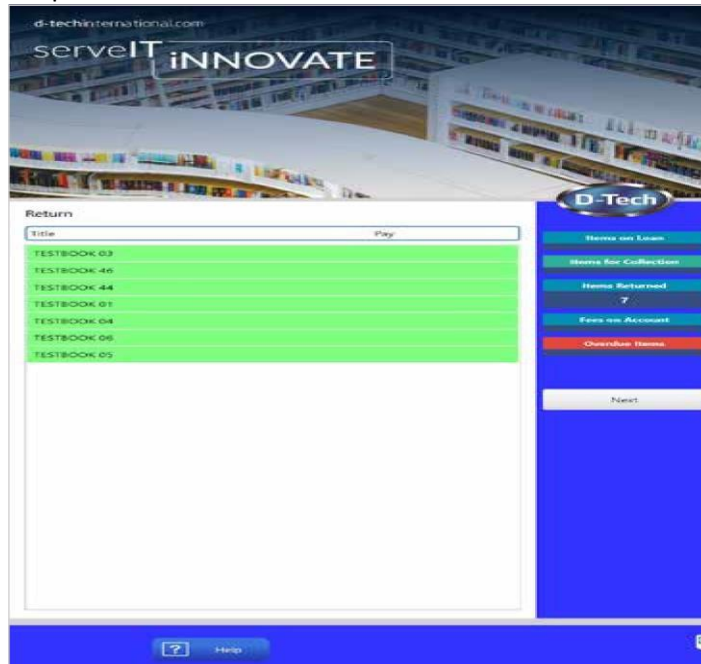 d-techinternational.com
serveIT iNNOVATE
D-Tech
Return
Title Pay
TESTBOOK 03
TESTBOOK 46
TESTBOOK 44
TESTBOOK 01
TESTBOOK 04
TESTBOOK 06
TESTBOOK 05
Items on Loan
Items for Collection
Items Returned
7
Fees on Account
Overdue Items
Next
? Help